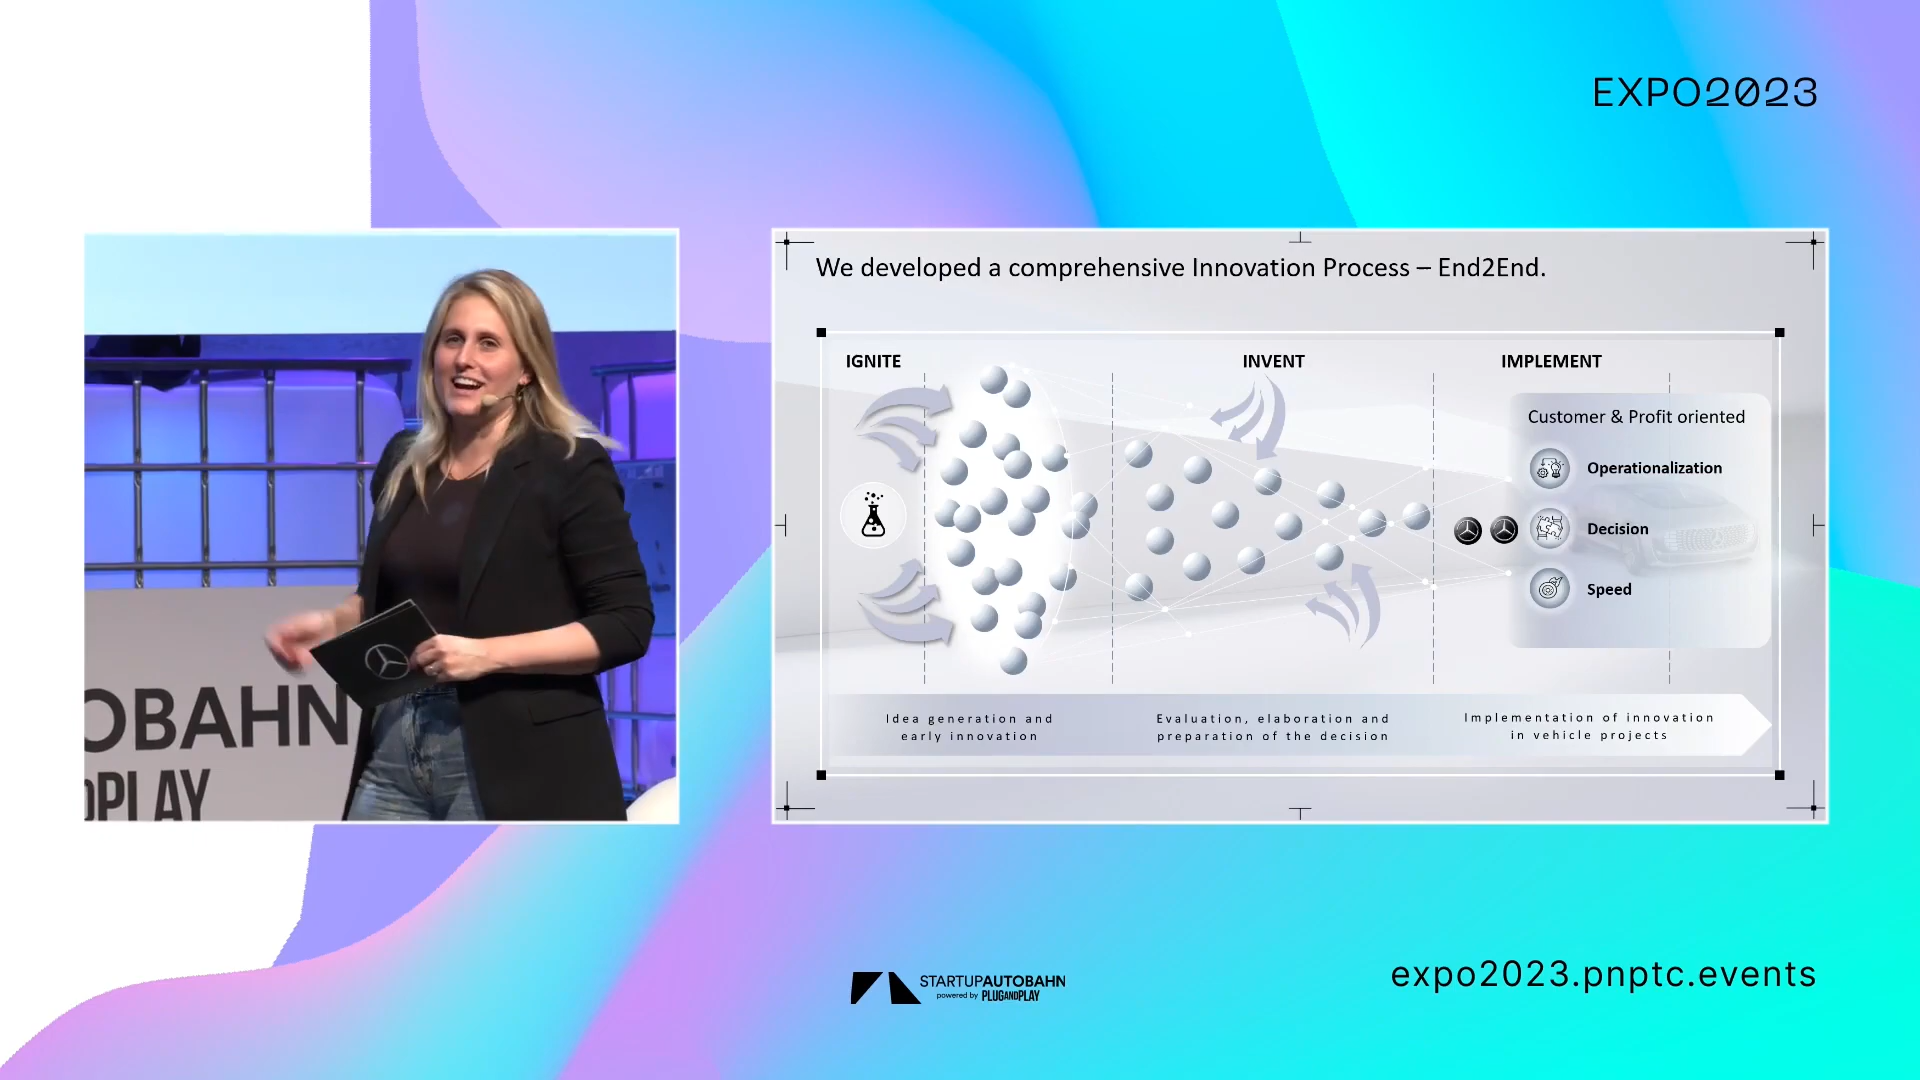 EXPO2023
We developed a comprehensive Innovation Process – End2End.
IGNITE
INVENT
IMPLEMENT
Customer & Profit oriented
Operationalization
Decision
Speed
Idea generation and
early innovation
Evaluation, elaboration and
preparation of the decision
Implementation of innovation
in vehicle projects
OBAHN
PLAY
STARTUPAUTOBAHN
powered by PLUGANDPLAY
expo2023.pnptc.events